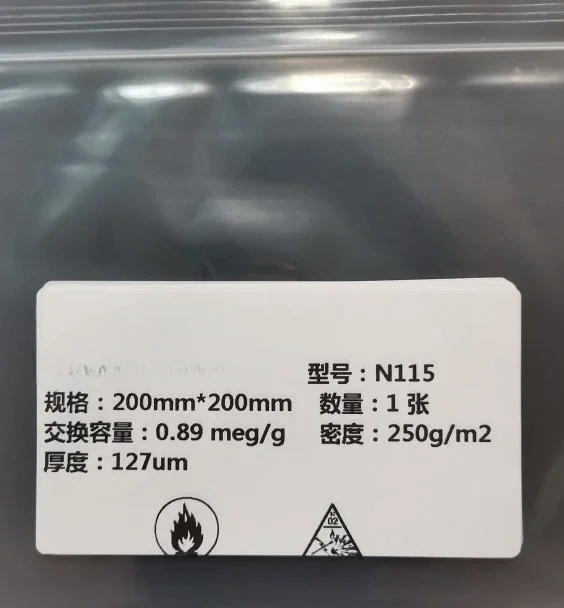 型号：N115
规格：200mm*200mm 数量：1 张
交换容量：0.89 meg/g 密度：250g/m2
厚度：127um